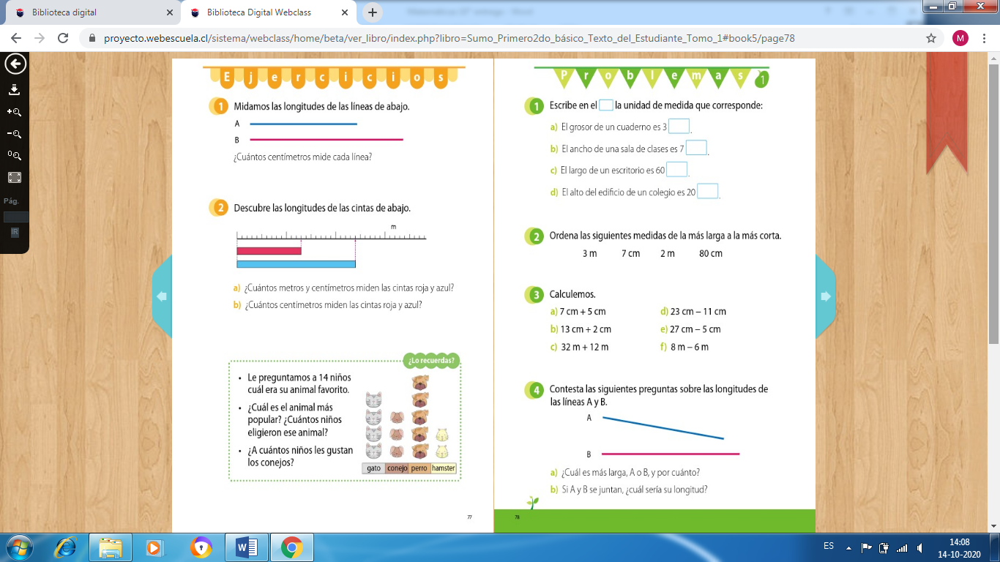 Biblioteca digital
Biblioteca Digital Webclass
proyecto.webescuela.cl/sistema/webclass/home/beta/ver_libro/index.php?libro=Sumo_Primero2do_básico_Texto_del_Estudiante_Tomo_1#book5/page78
M
Pág.
IR
Ejercicios
1 Midamos las longitudes de las líneas de abajo.
A
B
¿Cuántos centímetros mide cada línea?
2 Descubre las longitudes de las cintas de abajo.
m
a) ¿Cuántos metros y centímetros miden las cintas roja y azul?
b) ¿Cuántos centímetros miden las cintas roja y azul?
¿Lo recuerdas?
• Le preguntamos a 14 niños
cuál era su animal favorito.
• ¿Cuál es el animal más
popular? ¿Cuántos niños
eligieron ese animal?
• ¿A cuántos niños les gustan
los conejos?
gato conejo perro hamster
77
Problemas 1
1 Escribe en el la unidad de medida que corresponde:
a) El grosor de un cuaderno es 3 .
b) El ancho de una sala de clases es 7 .
c) El largo de un escritorio es 60 .
d) El alto del edificio de un colegio es 20 .
2 Ordena las siguientes medidas de la más larga a la más corta.
3 m 7 cm 2 m 80 cm
3 Calculemos.
a) 7 cm + 5 cm d) 23 cm – 11 cm
b) 13 cm + 2 cm e) 27 cm – 5 cm
c) 32 m + 12 m f) 8 m – 6 m
4 Contesta las siguientes preguntas sobre las longitudes de
las líneas A y B.
A
B
a) ¿Cuál es más larga, A o B, y por cuánto?
b) Si A y B se juntan, ¿cuál sería su longitud?
78
ES
14:08
14-10-2020